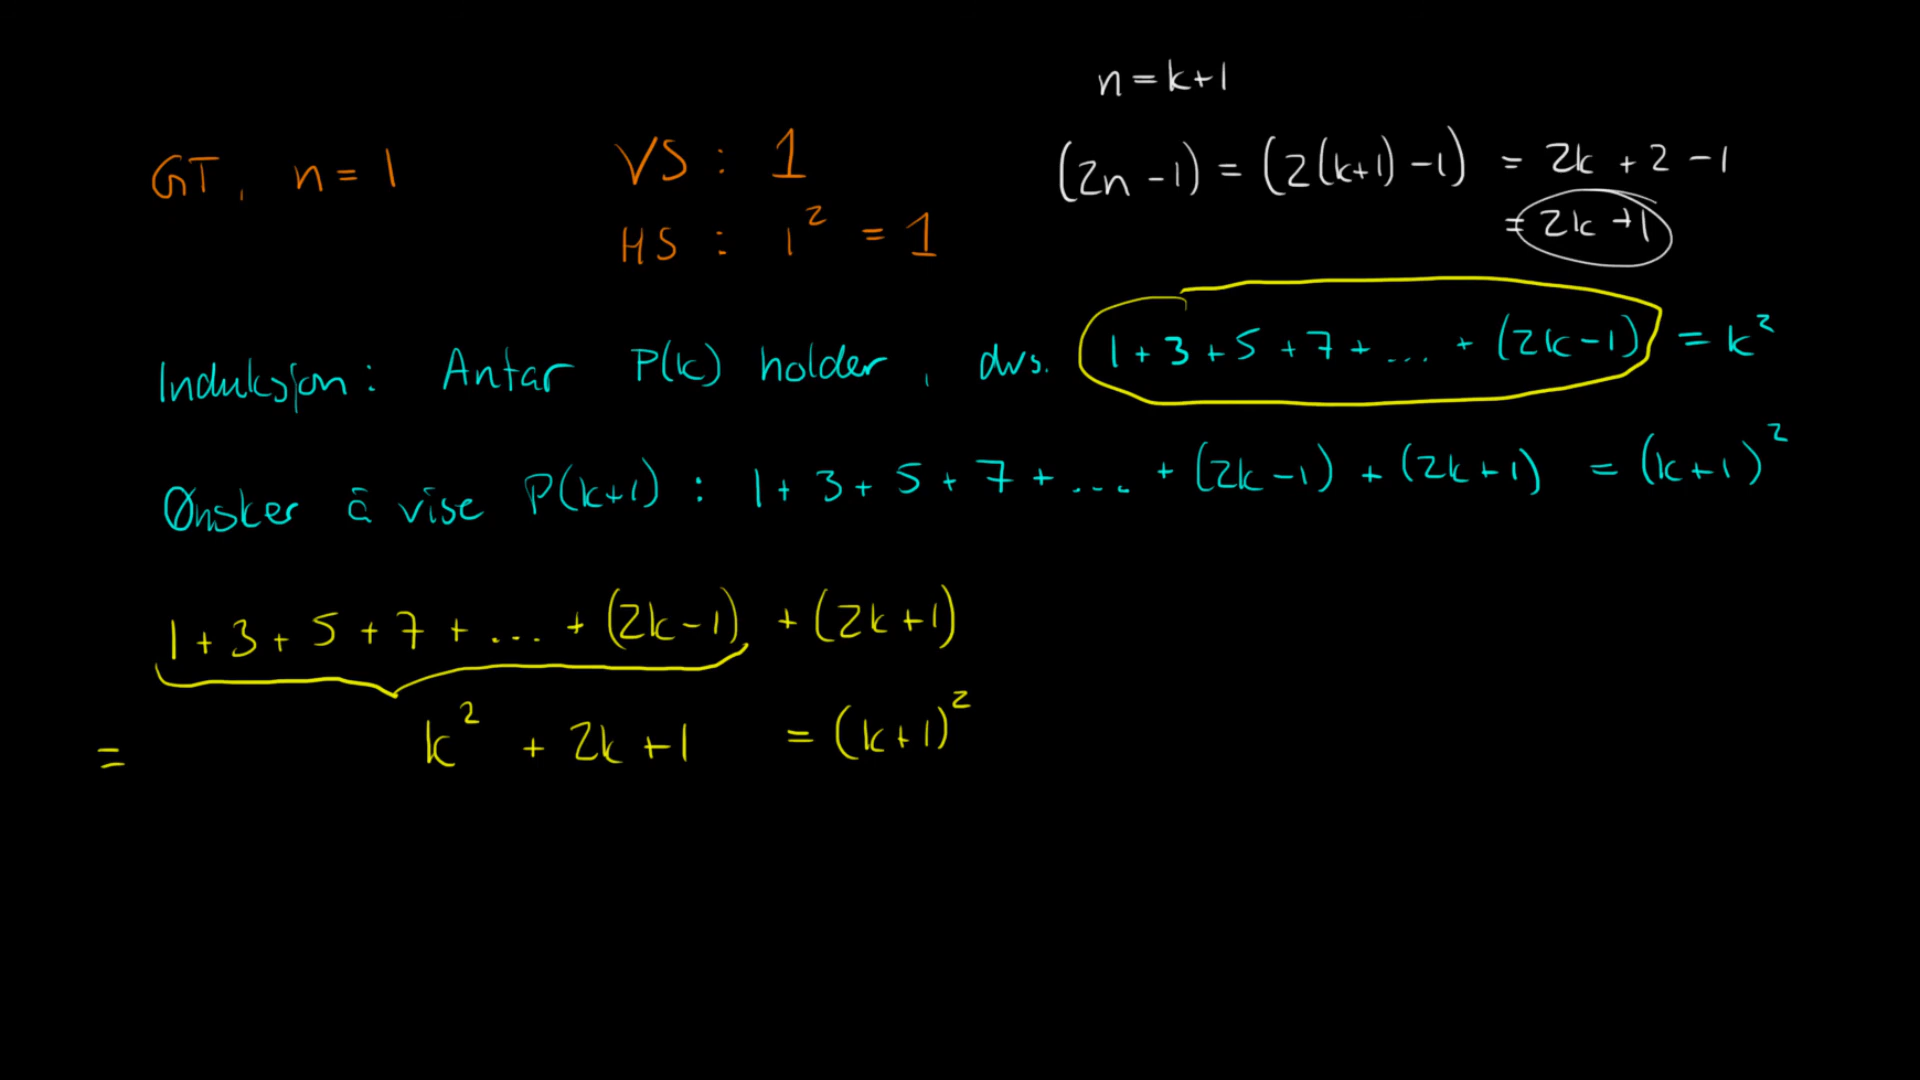 n = k+1
GT, n = 1
VS : 1
(2n - 1) = (2(k+1) - 1) = 2k + 2 - 1
HS : 1² = 1
= 2k + 1
Induksjon : Antar P(k) holder , dvs. 1 + 3 + 5 + 7 + ... + (2k-1) = k²
Ønsker å vise P(k+1) : 1 + 3 + 5 + 7 + ... + (2k-1) + (2k+1) = (k+1)²
1 + 3 + 5 + 7 + ... + (2k-1) + (2k+1)
= k² + 2k + 1 = (k+1)²